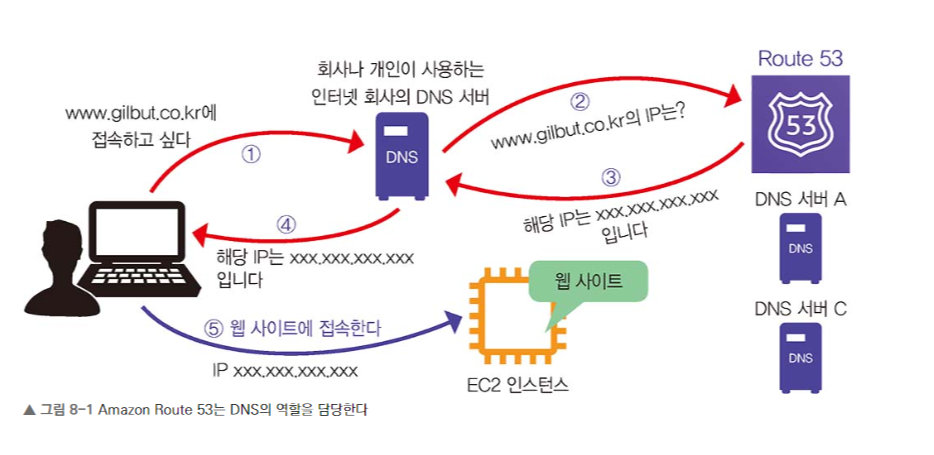 www.gilbut.co.kr에
접속하고 싶다
①
회사나 개인이 사용하는
인터넷 회사의 DNS 서버
DNS
②
www.gilbut.co.kr의 IP는?
Route 53
53
③
해당 IP는 xxx.xxx.xxx.xxx
입니다
④
해당 IP는 xxx.xxx.xxx.xxx
입니다
DNS 서버 A
DNS
DNS 서버 C
DNS
웹 사이트
EC2 인스턴스
⑤ 웹 사이트에 접속한다
IP xxx.xxx.xxx.xxx
▲ 그림 8-1 Amazon Route 53는 DNS의 역할을 담당한다